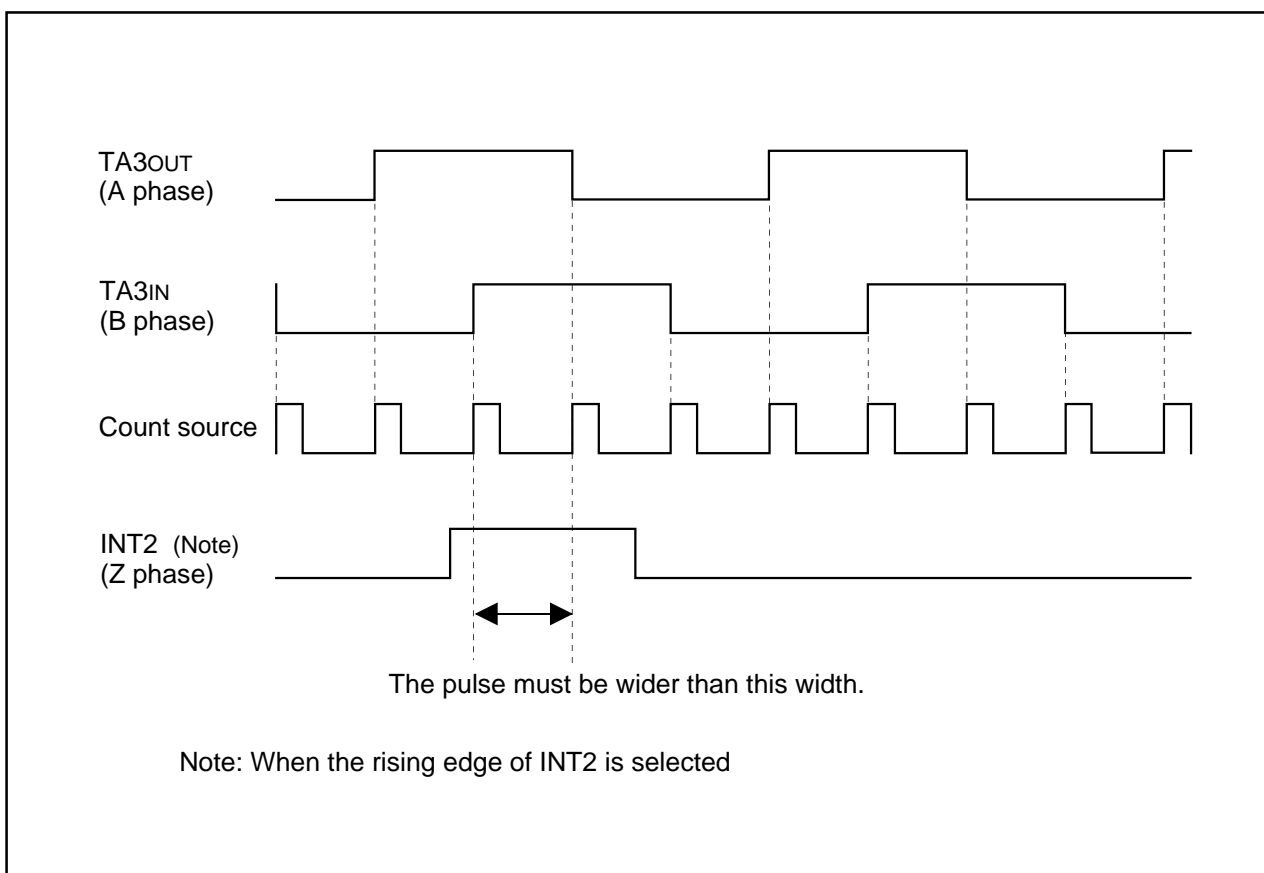 TA3OUT
(A phase)
TA3IN
(B phase)
Count source
INT2 (Note)
(Z phase)
The pulse must be wider than this width.
Note: When the rising edge of INT2 is selected